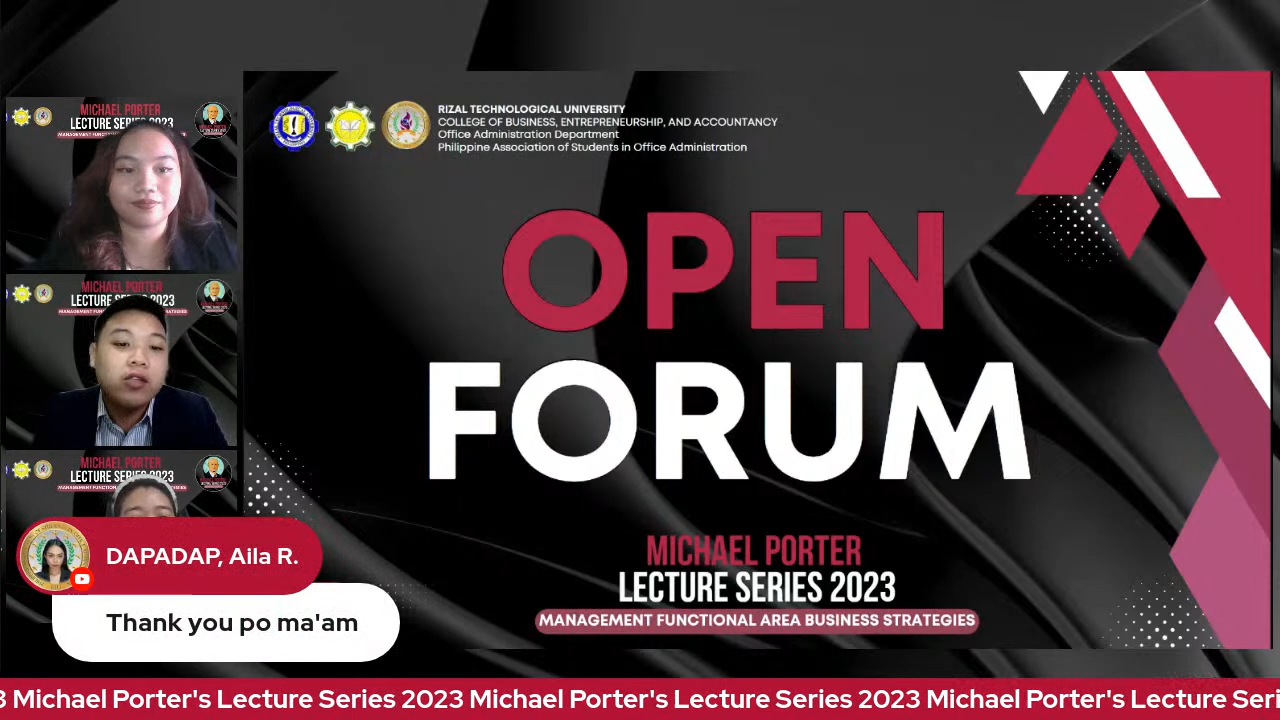 RIZAL TECHNOLOGICAL UNIVERSITY
COLLEGE OF BUSINESS, ENTREPRENEURSHIP, AND ACCOUNTANCY
Office Administration Department
Philippine Association of Students in Office Administration
OPEN
FORUM
MICHAEL PORTER
LECTURE SERIES 2023
MANAGEMENT FUNCTIONAL AREA BUSINESS STRATEGIES
MICHAEL PORTER
LECTURE SERIES 2023
MICHAEL PORTER
LECTURE SERIES 2023
MICHAEL PORTER
LECTURE SERIES 2023
DAPADAP, Aila R.
Thank you po ma'am
3 Michael Porter's Lecture Series 2023 Michael Porter's Lecture Series 2023 Michael Porter's Lecture Seri